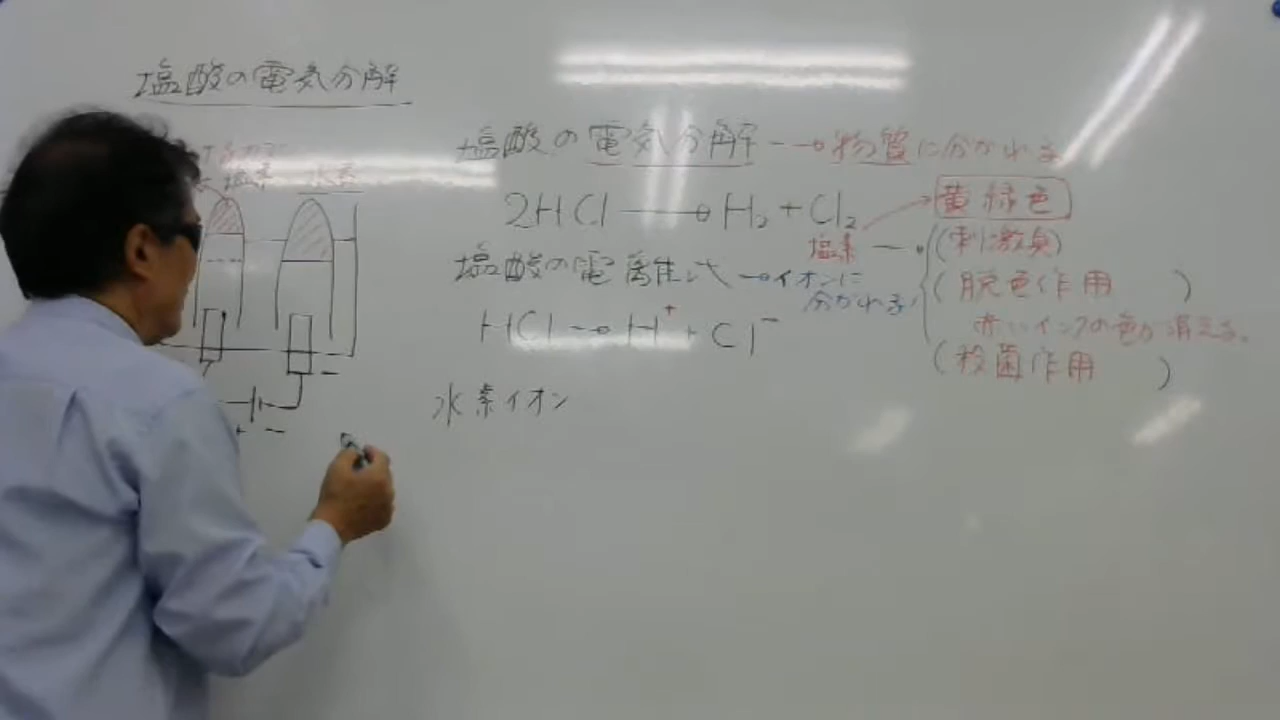 塩酸の電気分解
塩素
水素
+ −
−
塩酸の電気分解 → 物質に分かれる
2HCl → H₂ + Cl₂
塩素
黄緑色
(刺激臭)
(脱色作用 )
赤いインクの色が消える。
(殺菌作用 )
塩酸の電離式 → イオンに
分かれる
HCl → H⁺ + Cl⁻
水素イオン